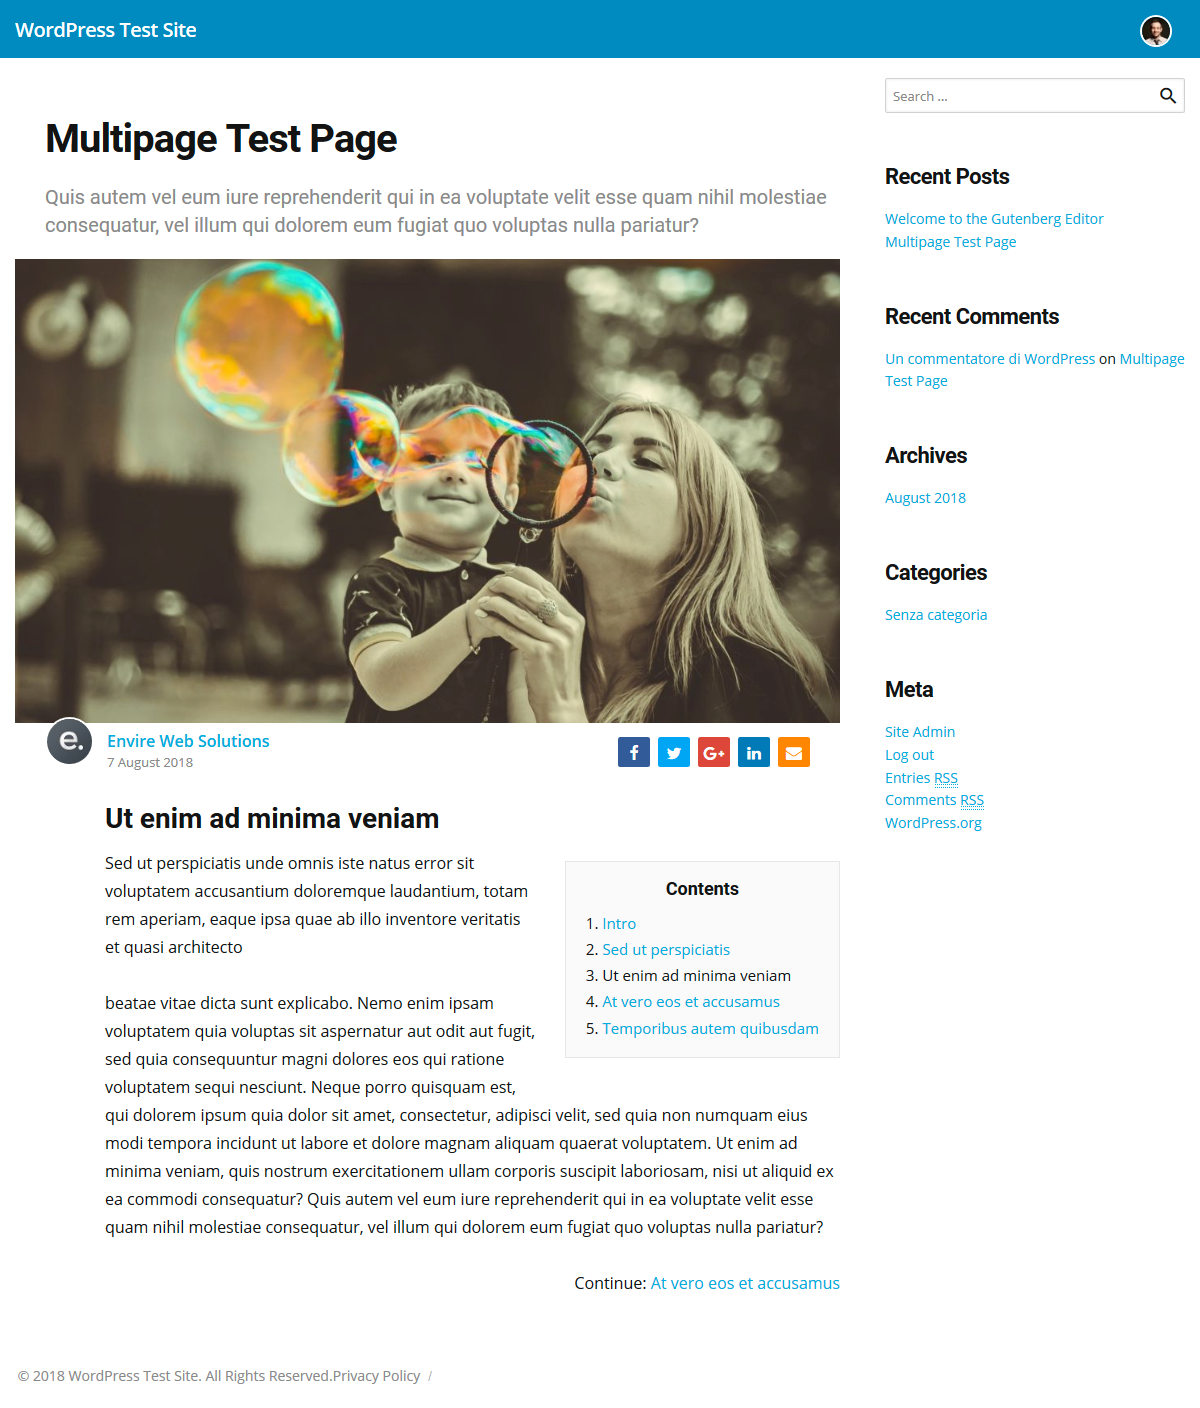 WordPress Test Site
Search ...
Multipage Test Page
Quis autem vel eum iure reprehenderit qui in ea voluptate velit esse quam nihil molestiae
consequatur, vel illum qui dolorem eum fugiat quo voluptas nulla pariatur?
e.
Envire Web Solutions
7 August 2018
f
G+
in
Ut enim ad minima veniam
Sed ut perspiciatis unde omnis iste natus error sit
voluptatem accusantium doloremque laudantium, totam
rem aperiam, eaque ipsa quae ab illo inventore veritatis
et quasi architecto
beatae vitae dicta sunt explicabo. Nemo enim ipsam
voluptatem quia voluptas sit aspernatur aut odit aut fugit,
sed quia consequuntur magni dolores eos qui ratione
voluptatem sequi nesciunt. Neque porro quisquam est,
qui dolorem ipsum quia dolor sit amet, consectetur, adipisci velit, sed quia non numquam eius
modi tempora incidunt ut labore et dolore magnam aliquam quaerat voluptatem. Ut enim ad
minima veniam, quis nostrum exercitationem ullam corporis suscipit laboriosam, nisi ut aliquid ex
ea commodi consequatur? Quis autem vel eum iure reprehenderit qui in ea voluptate velit esse
quam nihil molestiae consequatur, vel illum qui dolorem eum fugiat quo voluptas nulla pariatur?
Contents
1. Intro
2. Sed ut perspiciatis
3. Ut enim ad minima veniam
4. At vero eos et accusamus
5. Temporibus autem quibusdam
Continue: At vero eos et accusamus
Recent Posts
Welcome to the Gutenberg Editor
Multipage Test Page
Recent Comments
Un commentatore di WordPress on Multipage
Test Page
Archives
August 2018
Categories
Senza categoria
Meta
Site Admin
Log out
Entries RSS
Comments RSS
WordPress.org
© 2018 WordPress Test Site. All Rights Reserved.Privacy Policy /